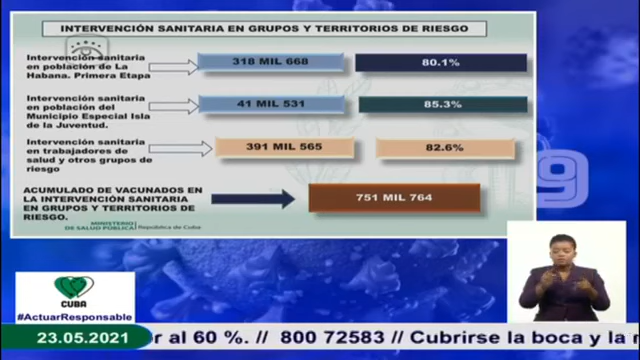 INTERVENCIÓN SANITARIA EN GRUPOS Y TERRITORIOS DE RIESGO
Intervención sanitaria
en población de La
Habana. Primera Etapa
318 MIL 668
80.1%
Intervención sanitaria
en población del
Municipio Especial Isla
de la Juventud.
41 MIL 531
85.3%
Intervención sanitaria
en trabajadores de
salud y otros grupos de
riesgo
391 MIL 565
82.6%
ACUMULADO DE VACUNADOS EN
LA INTERVENCIÓN SANITARIA
EN GRUPOS Y TERRITORIOS DE
RIESGO.
751 MIL 764
MINISTERIO
DE SALUD PÚBLICA
República de Cuba
9
CUBA
#ActuarResponsable
23.05.2021
r al 60 %. // 800 72583 // Cubrirse la boca y la